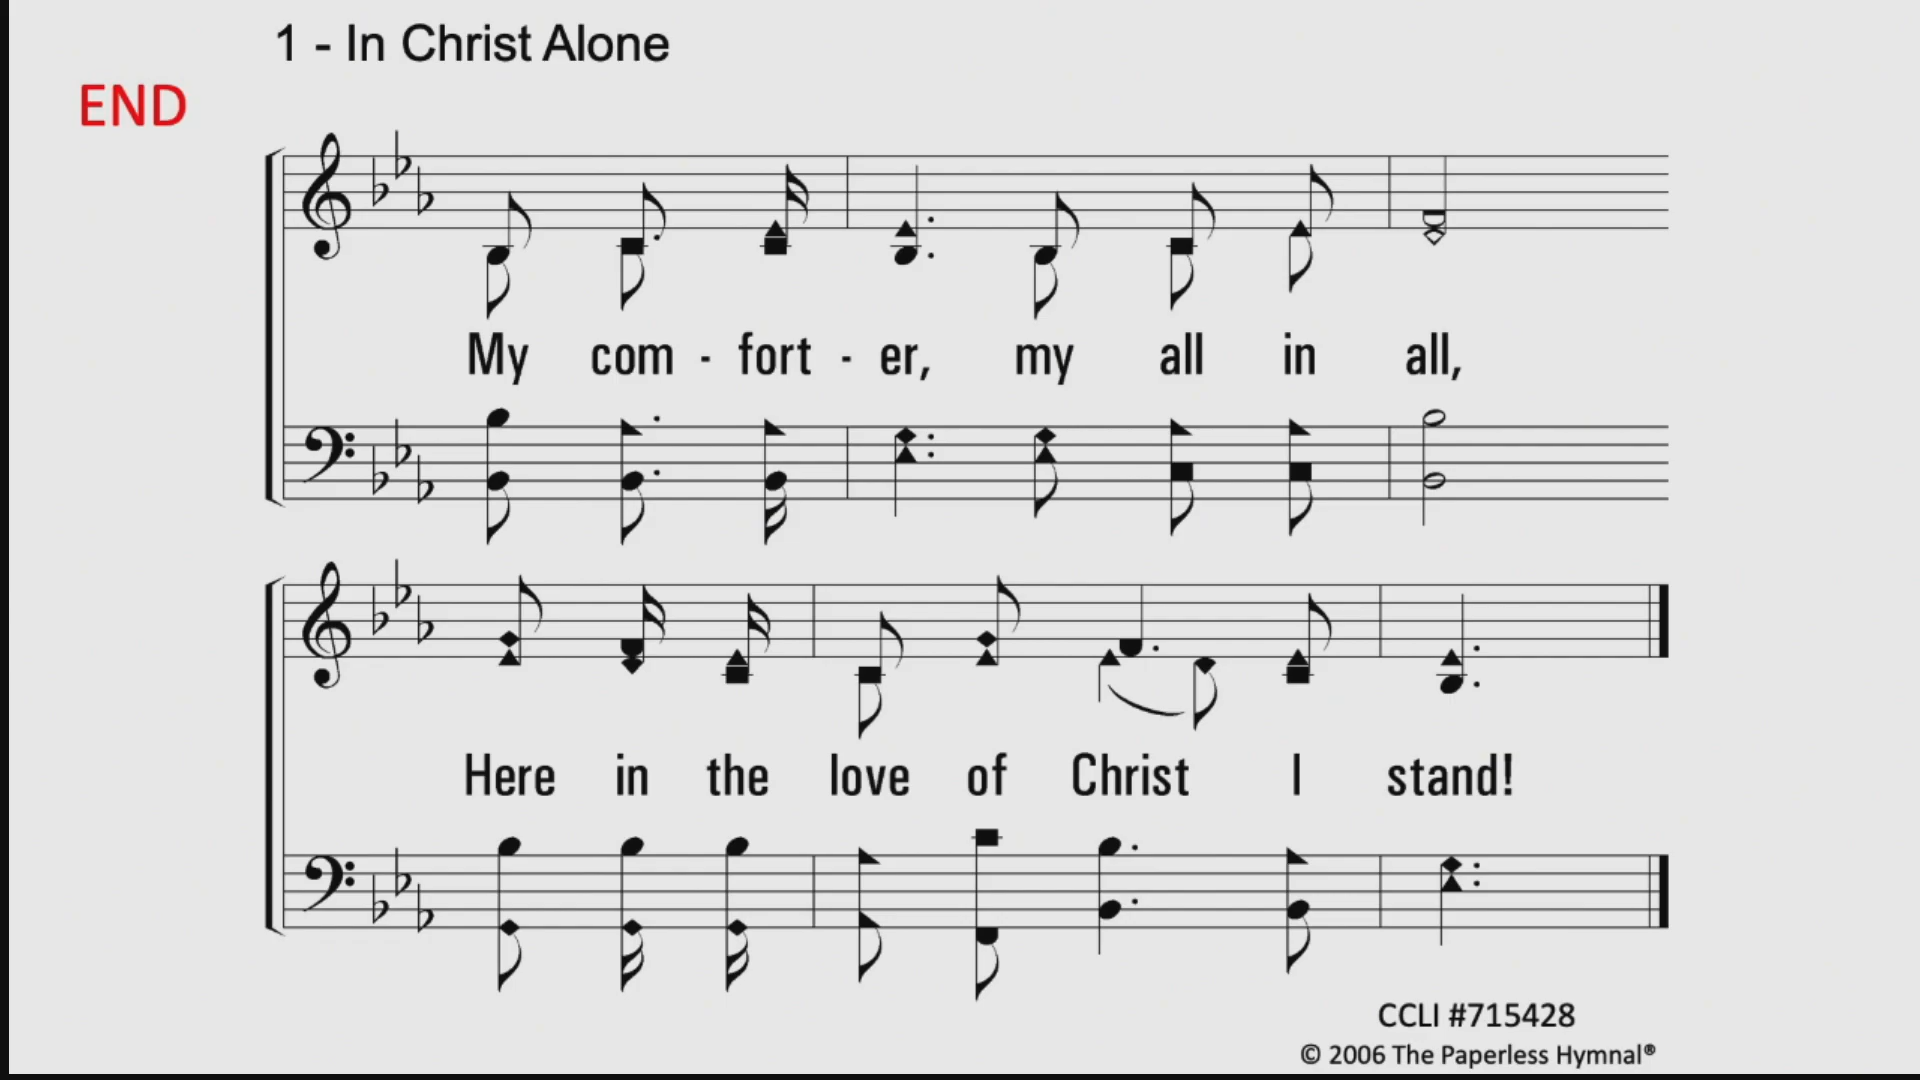 1 - In Christ Alone
END
My com - fort - er, my all in all,
Here in the love of Christ I stand!
CCLI #715428
© 2006 The Paperless Hymnal®